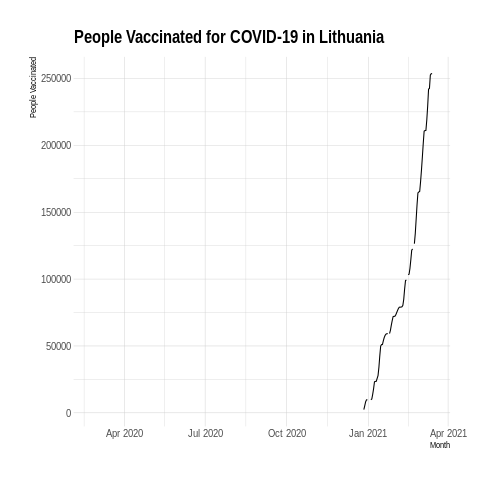 People Vaccinated for COVID-19 in Lithuania
People Vaccinated
250000
200000
150000
100000
50000
0
Apr 2020 Jul 2020 Oct 2020 Jan 2021 Apr 2021
Month